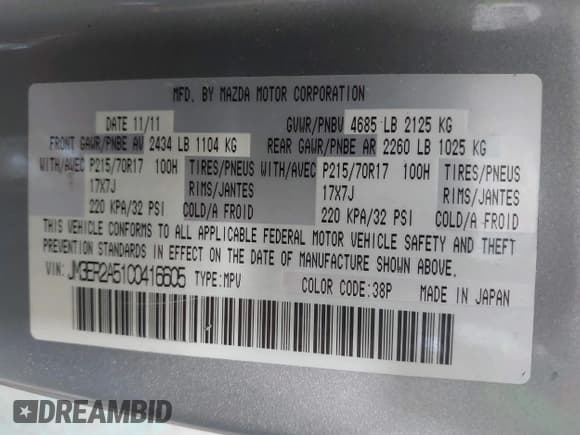 MFD. BY MAZDA MOTOR CORPORATION
DATE 11/11 GVWR/PNBV 4685 LB 2125 KG
FRONT GAWR/PNBE AV 2434 LB 1104 KG REAR GAWR/PNBE AR 2260 LB 1025 KG
WITH/AVEC P215/70R17 100H TIRES/PNEUS WITH/AVEC P215/70R17 100H TIRES/PNEUS
17X7J RIMS/JANTES 17X7J RIMS/JANTES
220 KPA/32 PSI COLD/A FROID 220 KPA/32 PSI COLD/A FROID
THIS VEHICLE CONFORMS TO ALL APPLICABLE FEDERAL MOTOR VEHICLE SAFETY AND THEFT
PREVENTION STANDARDS IN EFFECT ON THE DATE OF MANUFACTURE SHOWN ABOVE.
VIN: JM3ER2A51C0416605 TYPE:MPV COLOR CODE:38P MADE IN JAPAN
DREAMBID